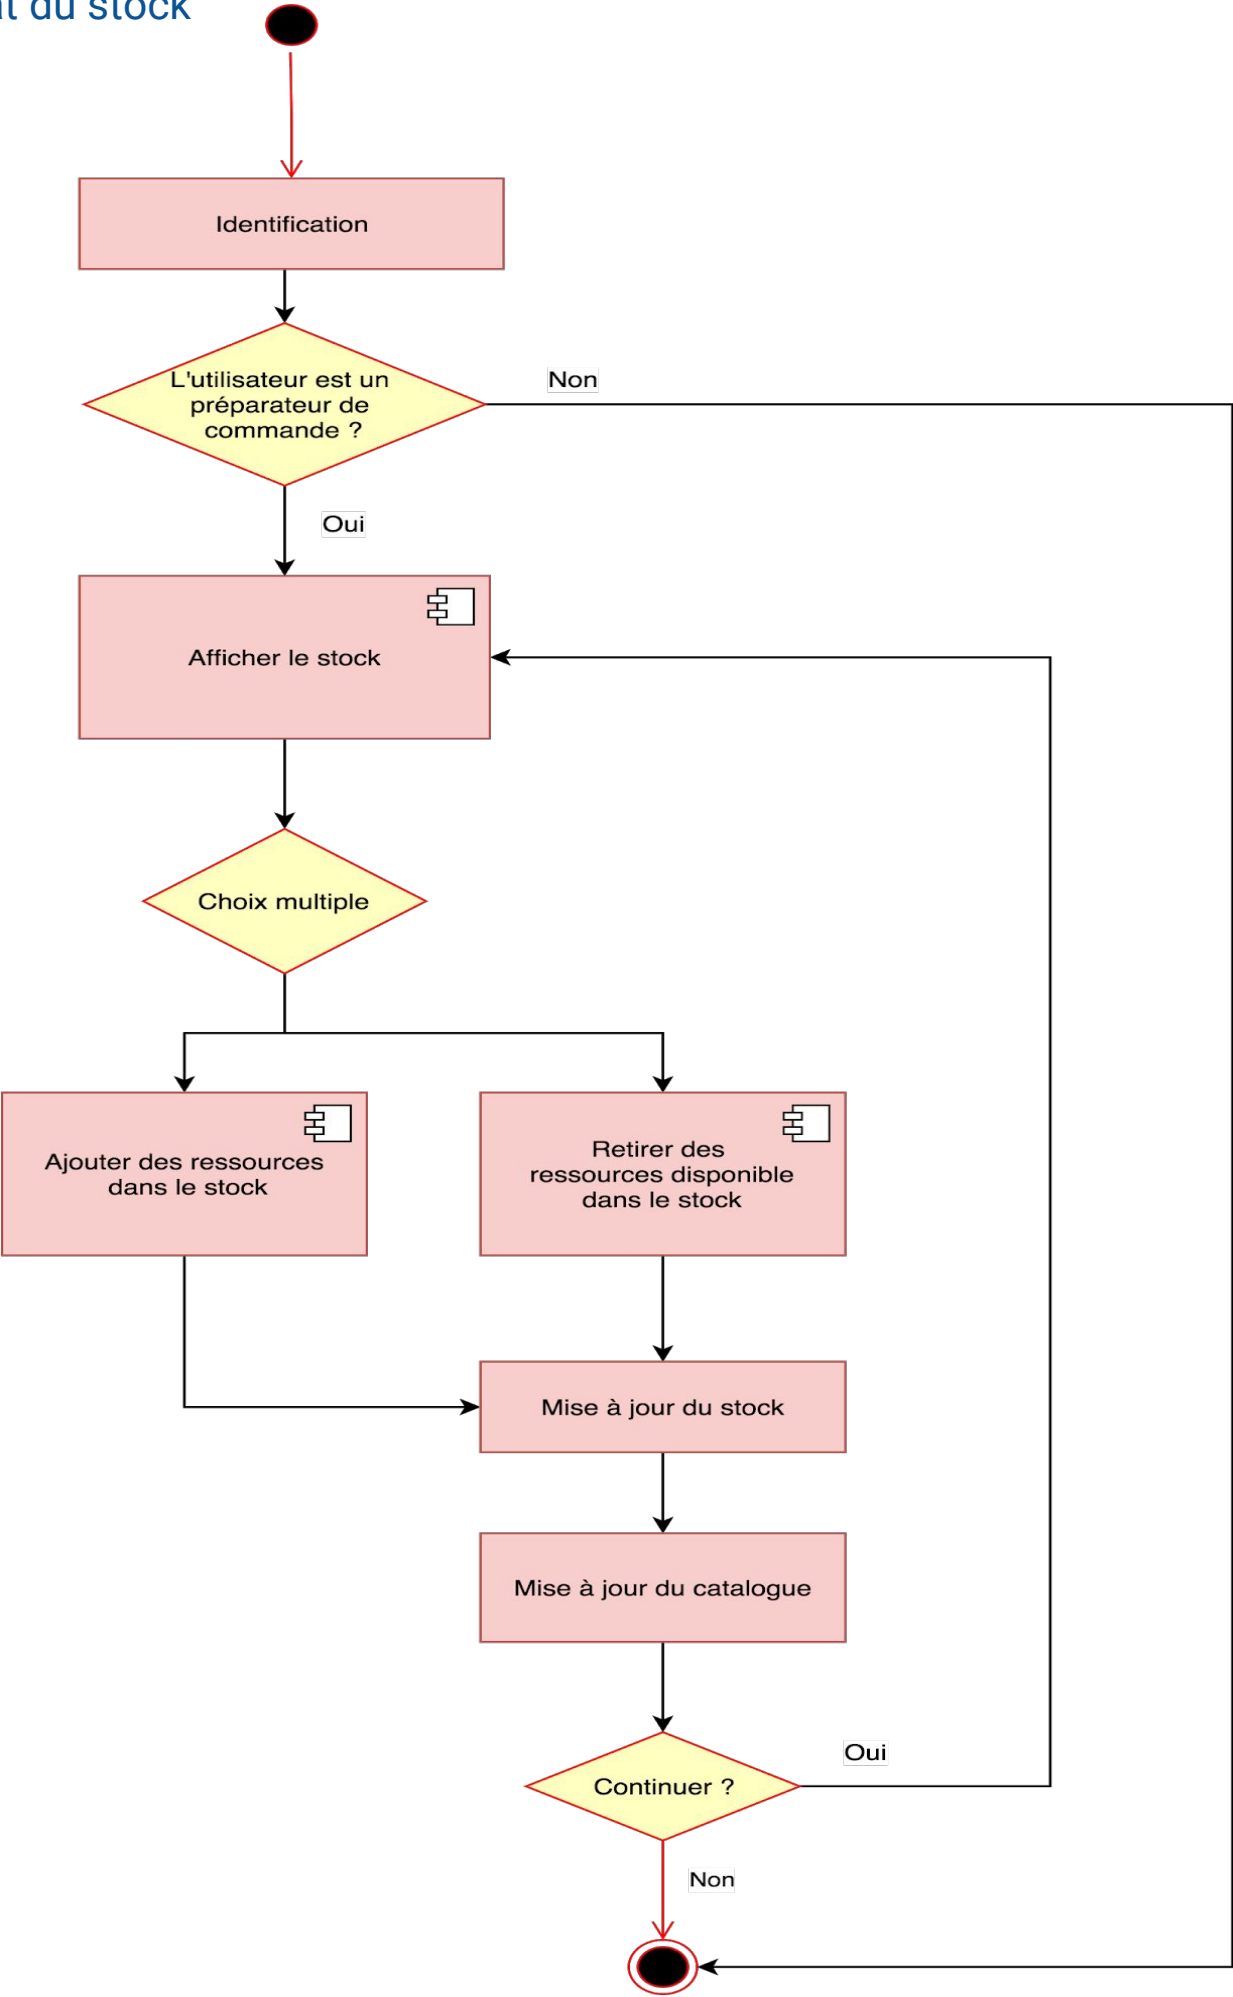 du stock
Identification
L'utilisateur est un
préparateur de
commande ?
Non
Oui
Afficher le stock
Choix multiple
Ajouter des ressources
dans le stock
Retirer des
ressources disponible
dans le stock
Mise à jour du stock
Mise à jour du catalogue
Continuer ?
Oui
Non